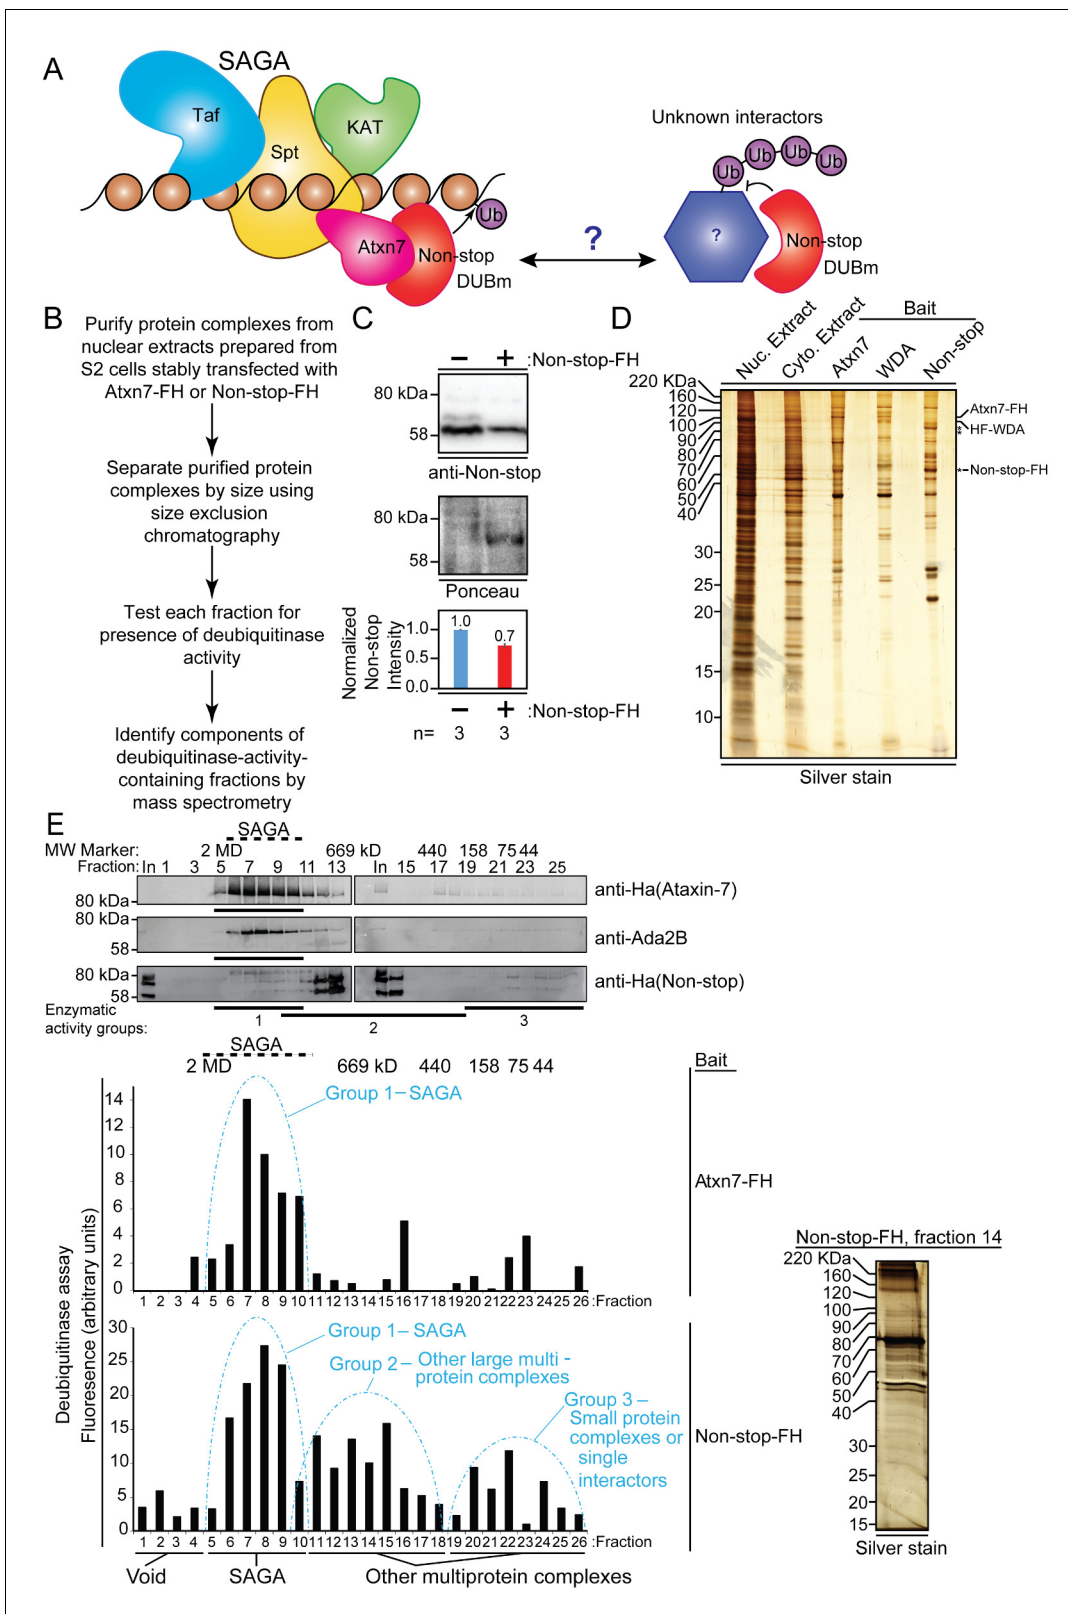 A
SAGA
Taf
KAT
Spt
Atxn7
Non-stop
DUBm
Ub
?
Unknown interactors
Ub
Ub
Ub
Ub
?
Non-stop
DUBm
B
Purify protein complexes from
nuclear extracts prepared from
S2 cells stably transfected with
Atxn7-FH or Non-stop-FH
Separate purified protein
complexes by size using
size exclusion
chromatography
Test each fraction for
presence of deubiquitinase
activity
Identify components of
deubiquitinase-activity-
containing fractions by
mass spectrometry
C
− + :Non-stop-FH
80 kDa
58
anti-Non-stop
80 kDa
58
Ponceau
Normalized
Non-stop
Intensity
1.0
0.5
0.0
1.0
0.7
− + :Non-stop-FH
n= 3 3
D
Bait
Nuc. Extract
Cyto. Extract
Atxn7
WDA
Non-stop
220 KDa
160
120
100
90
80
70
60
50
40
30
25
20
15
10
Atxn7-FH
*
* HF-WDA
* Non-stop-FH
Silver stain
E
SAGA
MW Marker: 2 MD 669 kD 440 158 75 44
Fraction: In 1 3 5 7 9 11 13 In 15 17 19 21 23 25
80 kDa
anti-Ha(Ataxin-7)
80 kDa
58
anti-Ada2B
80 kDa
58
anti-Ha(Non-stop)
Enzymatic
activity groups:
1 2 3
SAGA
2 MD 669 kD 440 158 75 44
Bait
Deubiquitinase assay
Fluoresence (arbitrary units)
14
12
10
8
6
4
2
0
Group 1–SAGA
1 2 3 4 5 6 7 8 9 10 11 12 13 14 15 16 17 18 19 20 21 22 23 24 25 26 :Fraction
Atxn7-FH
30
25
20
15
10
5
0
Group 1–SAGA
Group 2– Other large multi -
protein complexes
Group 3 –
Small protein
complexes or
single
interactors
1 2 3 4 5 6 7 8 9 10 11 12 13 14 15 16 17 18 19 20 21 22 23 24 25 26 :Fraction
Non-stop-FH
Void
SAGA
Other multiprotein complexes
Non-stop-FH, fraction 14
220 KDa
160
120
100
90
80
70
60
50
40
30
25
20
15
Silver stain